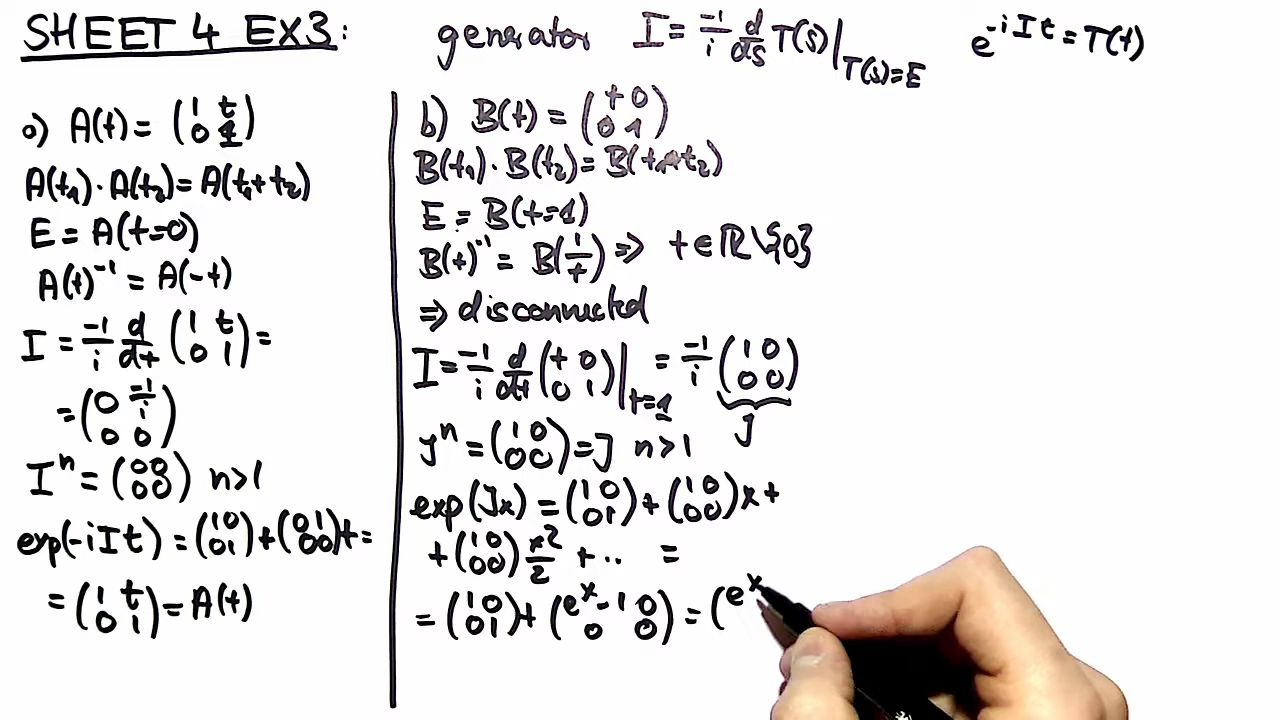 SHEET 4 EX3: generator I = -1/i d/ds T(s)|T(s)=E e^-iIt = T(t)
a) A(t) = (1 t 0 1)
A(t₁)·A(t₂) = A(t₁+t₂)
E = A(t=0)
A(t)⁻¹ = A(-t)
I = -1/i d/dt (1 t 0 1) =
= (0 -1/i 0 0)
Iⁿ = (0 0 0 0) n>1
exp(-iIt) = (1 0 0 1) + (0 1 0 0)t =
= (1 t 0 1) = A(t)
b) B(t) = (t 0 0 1)
B(t₁)·B(t₂) = B(t₁·t₂)
E = B(t=1)
B(t)⁻¹ = B(1/t) => t∈ℝ\{0}
=> disconnected
I = -1/i d/dt (t 0 0 1)|t=1 = -1/i (1 0 0 0)
J
Jⁿ = (1 0 0 0) = J n>1
exp(Jx) = (1 0 0 1) + (1 0 0 0)x +
+ (1 0 0 0) x²/2 + .. =
= (1 0 0 1) + (eˣ-1 0 0 0) = (eˣ